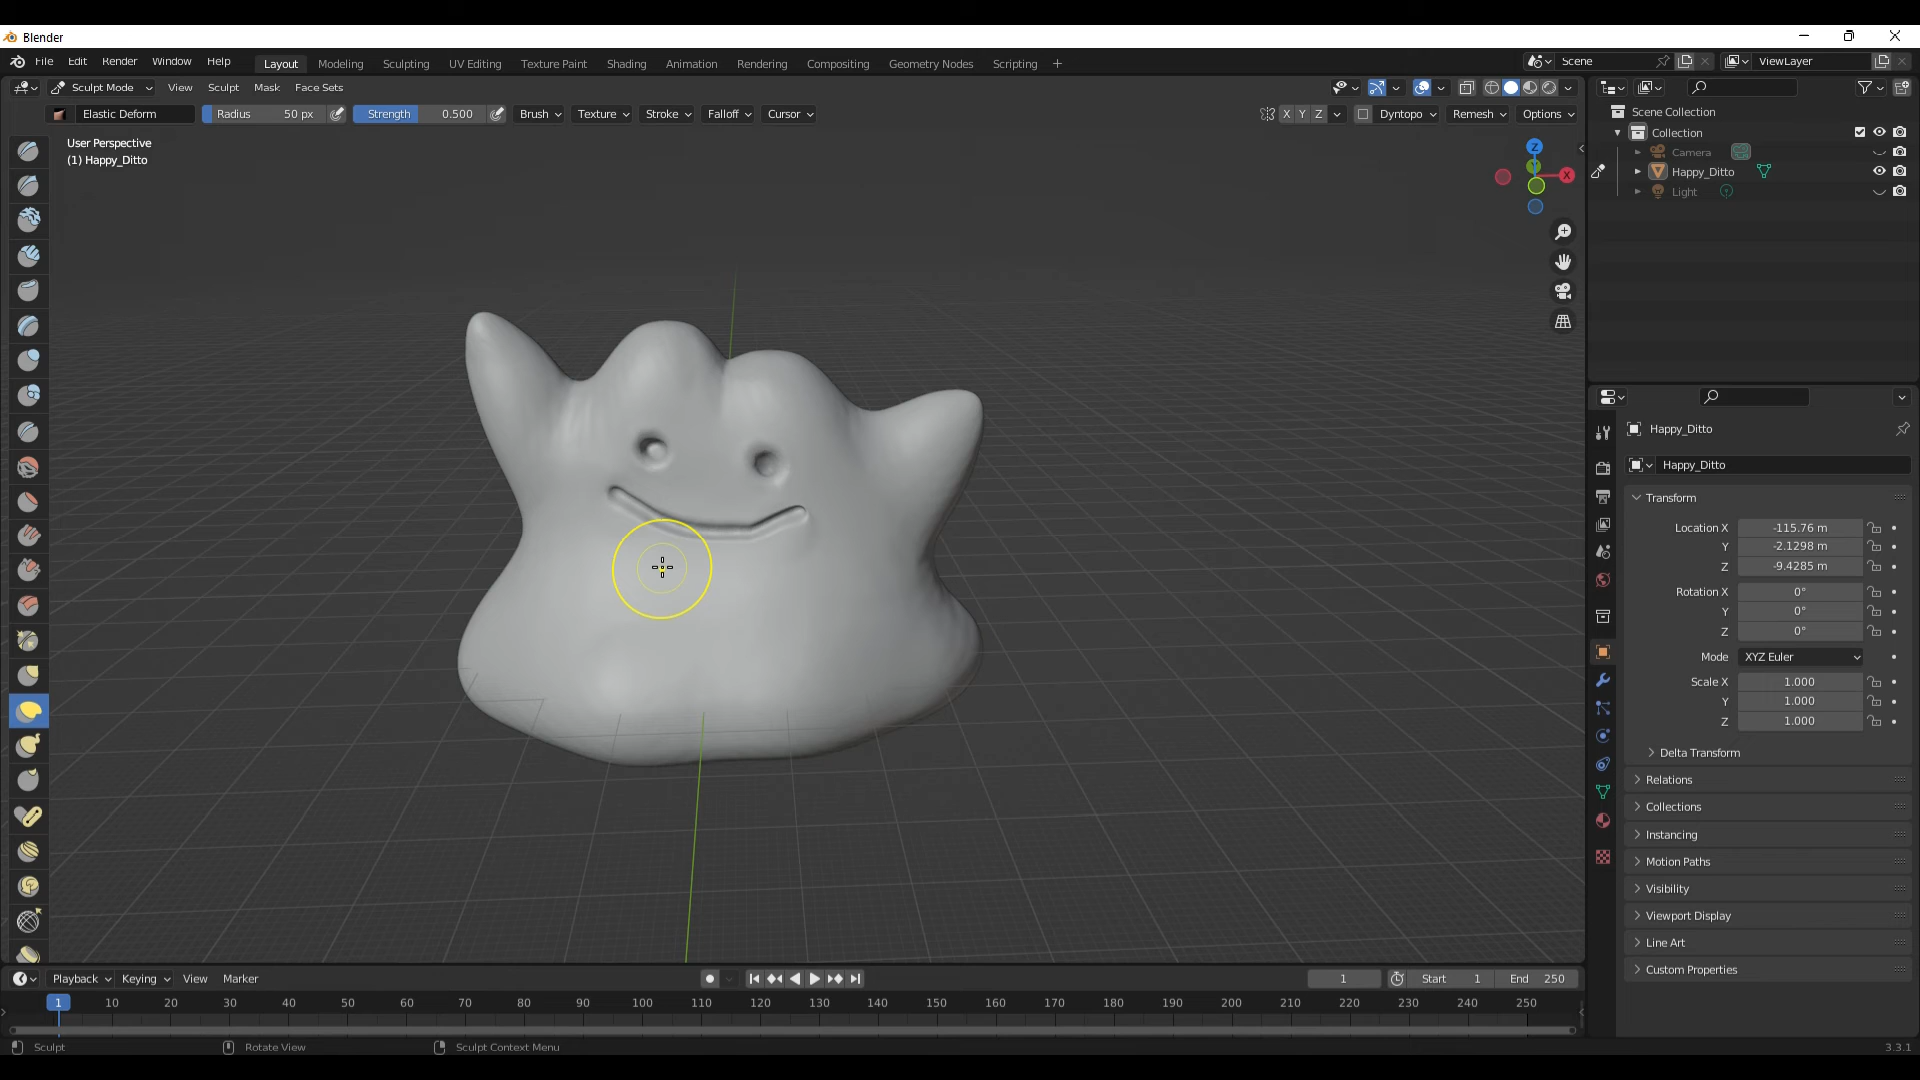 Blender
File Edit Render Window Help Layout Modeling Sculpting UV Editing Texture Paint Shading Animation Rendering Compositing Geometry Nodes Scripting + Scene ViewLayer
Sculpt Mode View Sculpt Mask Face Sets
Elastic Deform Radius 50 px Strength 0.500 Brush Texture Stroke Falloff Cursor X Y Z Dyntopo Remesh Options
User Perspective
(1) Happy_Ditto
Z
Y
X
Scene Collection
Collection
Camera
Happy_Ditto
Light
Happy_Ditto
Happy_Ditto
Transform
Location X -115.76 m
Y -2.1298 m
Z -9.4285 m
Rotation X 0°
Y 0°
Z 0°
Mode XYZ Euler
Scale X 1.000
Y 1.000
Z 1.000
Delta Transform
Relations
Collections
Instancing
Motion Paths
Visibility
Viewport Display
Line Art
Custom Properties
Playback Keying View Marker 1 Start 1 End 250
1 10 20 30 40 50 60 70 80 90 100 110 120 130 140 150 160 170 180 190 200 210 220 230 240 250
Sculpt Rotate View Sculpt Context Menu 3.3.1